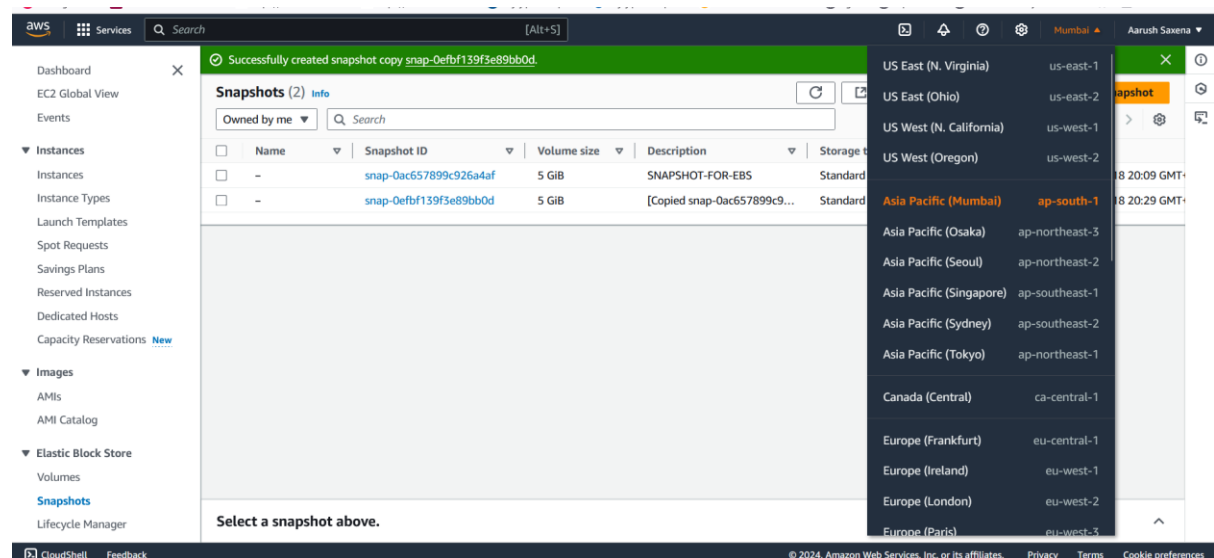 aws Services Search [Alt+S] Mumbai ▲ Aarush Saxena ▼
Dashboard
EC2 Global View
Events
Instances
Instances
Instance Types
Launch Templates
Spot Requests
Savings Plans
Reserved Instances
Dedicated Hosts
Capacity Reservations New
Images
AMIs
AMI Catalog
Elastic Block Store
Volumes
Snapshots
Lifecycle Manager
Successfully created snapshot copy snap-0efbf139f3e89bb0d.
Snapshots (2) Info
Owned by me Search
Name Snapshot ID Volume size Description Storage t
– snap-0ac657899c926a4af 5 GiB SNAPSHOT-FOR-EBS Standard 18 20:09 GMT+
– snap-0efbf139f3e89bb0d 5 GiB [Copied snap-0ac657899c9... Standard 18 20:29 GMT+
Select a snapshot above.
US East (N. Virginia) us-east-1
US East (Ohio) us-east-2
US West (N. California) us-west-1
US West (Oregon) us-west-2
Asia Pacific (Mumbai) ap-south-1
Asia Pacific (Osaka) ap-northeast-3
Asia Pacific (Seoul) ap-northeast-2
Asia Pacific (Singapore) ap-southeast-1
Asia Pacific (Sydney) ap-southeast-2
Asia Pacific (Tokyo) ap-northeast-1
Canada (Central) ca-central-1
Europe (Frankfurt) eu-central-1
Europe (Ireland) eu-west-1
Europe (London) eu-west-2
Europe (Paris) eu-west-3
apshot
CloudShell Feedback © 2024, Amazon Web Services, Inc. or its affiliates. Privacy Terms Cookie preferences